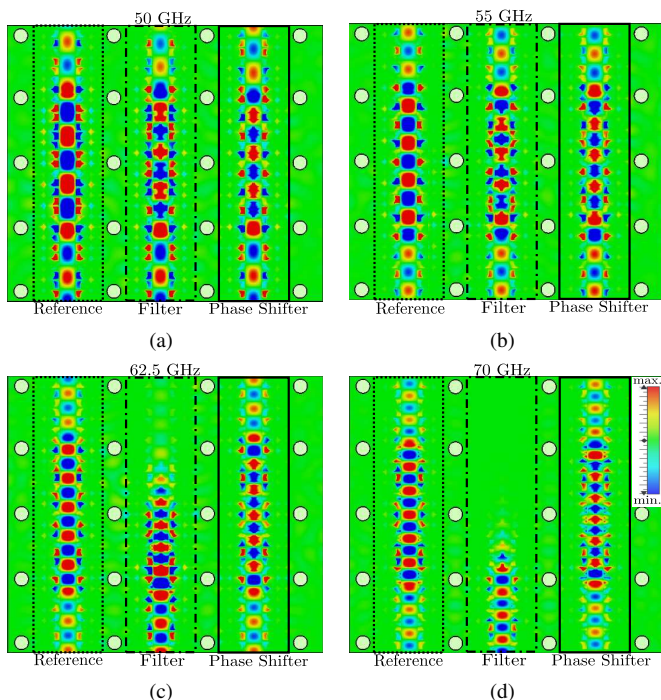 50 GHz
55 GHz
Reference Filter Phase Shifter
Reference Filter Phase Shifter
(a)
(b)
62.5 GHz
70 GHz
max.
min.
Reference Filter Phase Shifter
Reference Filter Phase Shifter
(c)
(d)